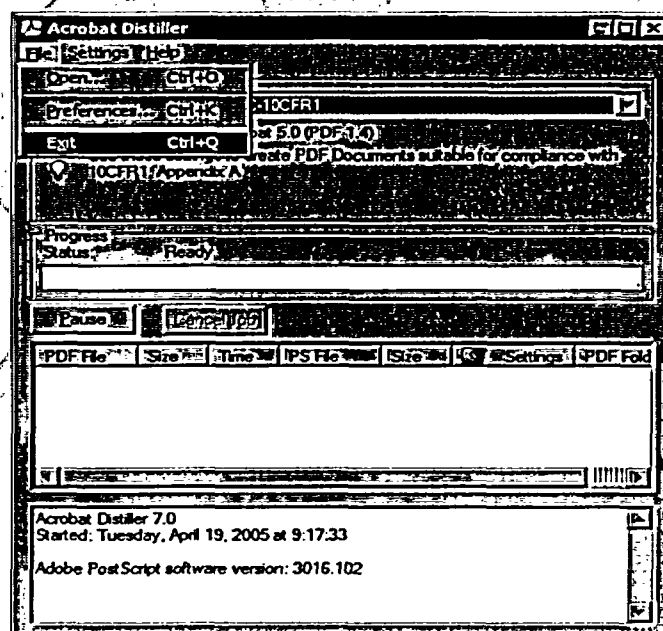 Acrobat Distiller
File Settings Help
Open... Ctrl+O
Preferences... Ctrl+K
Exit Ctrl+Q
-10CFR1
bat 5.0 (PDF 1.4)
reate PDF Documents suitable for compliance with
10CFR1 Appendix A
Progress
Status: Ready
Pause Cancel Job
PDF File Size Time PS File Size Settings PDF Fold
Acrobat Distiller 7.0
Started: Tuesday, April 19, 2005 at 9:17:33
Adobe PostScript software version: 3016.102